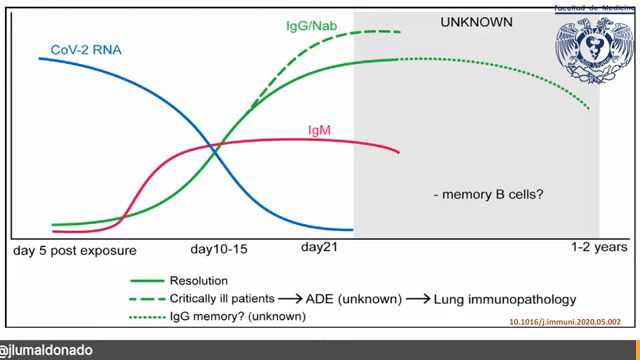 Facultad de Medicina
IgG/Nab
UNKNOWN
CoV-2 RNA
IgM
- memory B cells?
day 5 post exposure
day10-15
day21
1-2 years
Resolution
Critically ill patients → ADE (unknown) → Lung immunopathology
IgG memory? (unknown)
10.1016/j.immuni.2020.05.002
@jlumaldonado